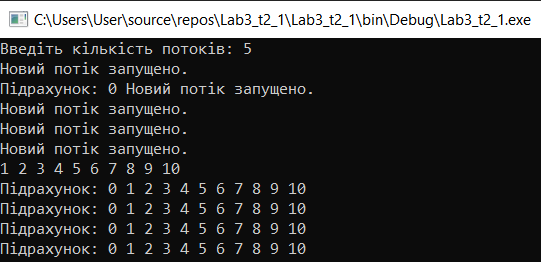 C:\Users\User\source\repos\Lab3_t2_1\Lab3_t2_1\bin\Debug\Lab3_t2_1.exe
Введіть кількість потоків: 5
Новий потік запущено.
Підрахунок: 0 Новий потік запущено.
Новий потік запущено.
Новий потік запущено.
Новий потік запущено.
1 2 3 4 5 6 7 8 9 10
Підрахунок: 0 1 2 3 4 5 6 7 8 9 10
Підрахунок: 0 1 2 3 4 5 6 7 8 9 10
Підрахунок: 0 1 2 3 4 5 6 7 8 9 10
Підрахунок: 0 1 2 3 4 5 6 7 8 9 10